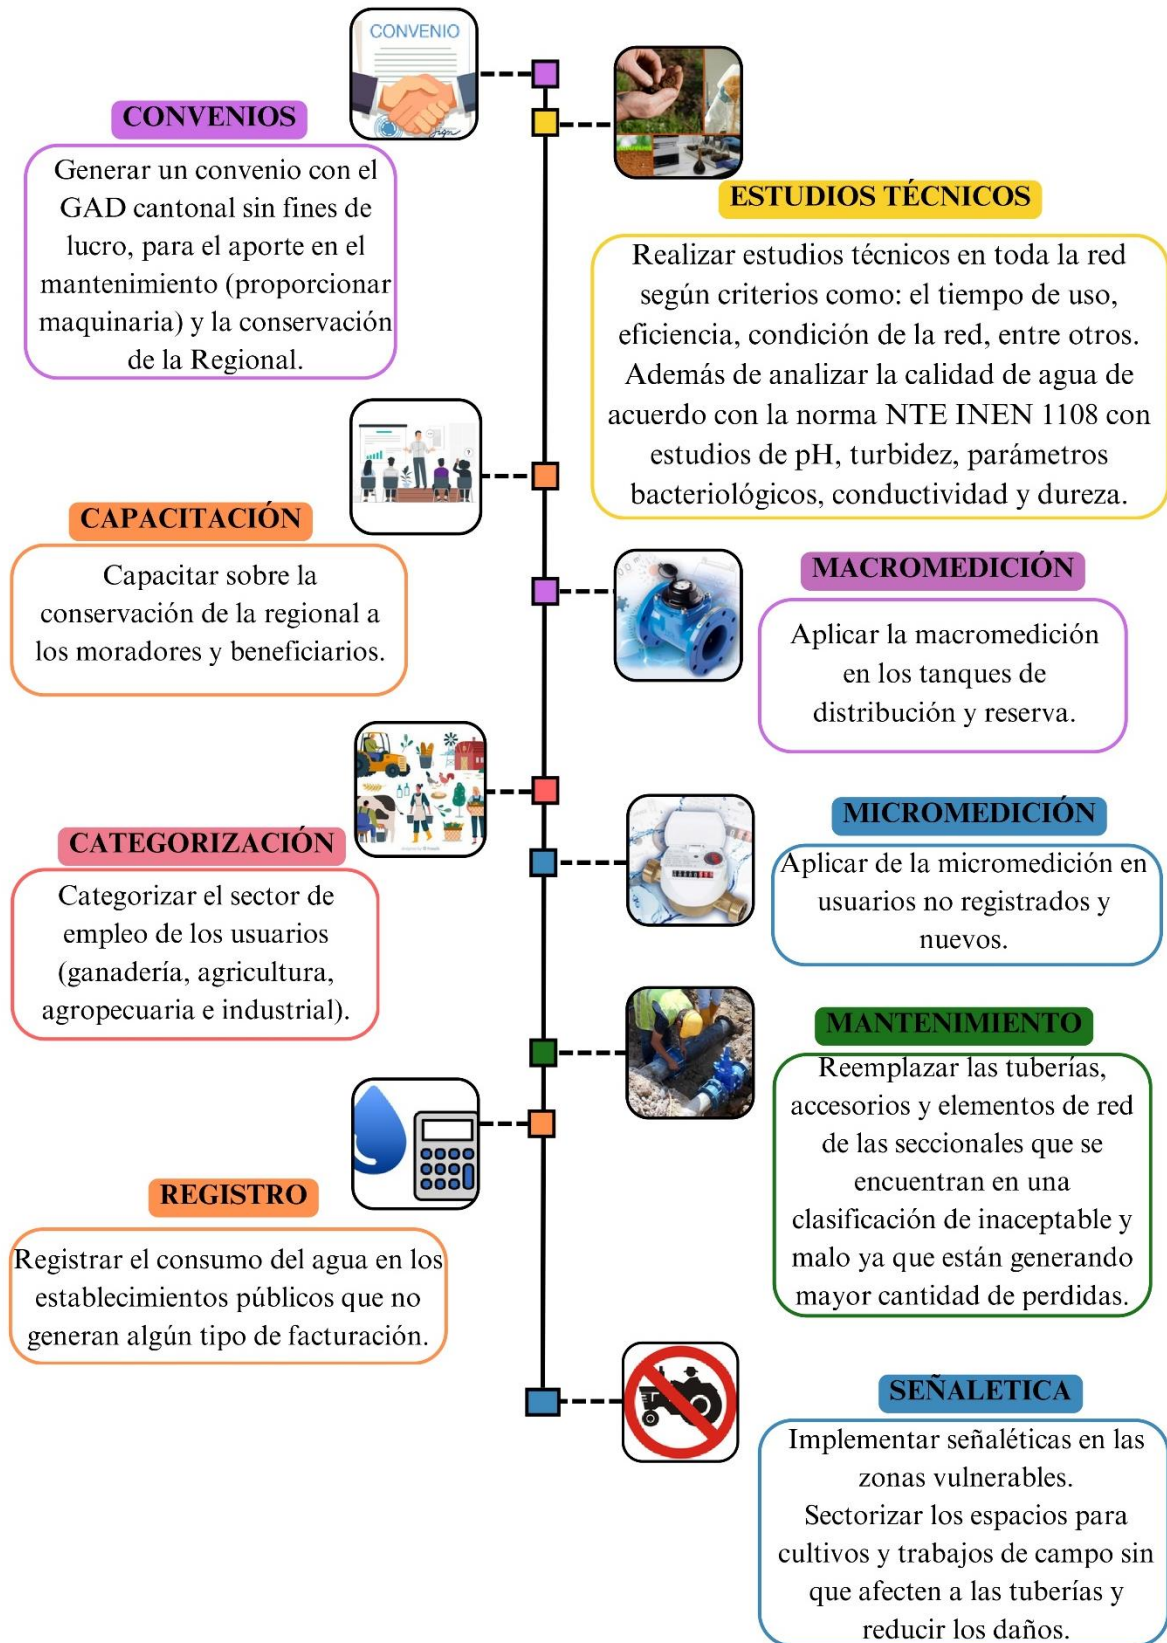 CONVENIO
CONVENIOS
Generar un convenio con el
GAD cantonal sin fines de
lucro, para el aporte en el
mantenimiento (proporcionar
maquinaria) y la conservación
de la Regional.
ESTUDIOS TÉCNICOS
Realizar estudios técnicos en toda la red
según criterios como: el tiempo de uso,
eficiencia, condición de la red, entre otros.
Además de analizar la calidad de agua de
acuerdo con la norma NTE INEN 1108 con
estudios de pH, turbidez, parámetros
bacteriológicos, conductividad y dureza.
CAPACITACIÓN
Capacitar sobre la
conservación de la regional a
los moradores y beneficiarios.
MACROMEDICIÓN
Aplicar la macromedición
en los tanques de
distribución y reserva.
CATEGORIZACIÓN
Categorizar el sector de
empleo de los usuarios
(ganadería, agricultura,
agropecuaria e industrial).
MICROMEDICIÓN
Aplicar de la micromedición en
usuarios no registrados y
nuevos.
MANTENIMIENTO
Reemplazar las tuberías,
accesorios y elementos de red
de las seccionales que se
encuentran en una
clasificación de inaceptable y
malo ya que están generando
mayor cantidad de perdidas.
REGISTRO
Registrar el consumo del agua en los
establecimientos públicos que no
generan algún tipo de facturación.
SEÑALETICA
Implementar señaléticas en las
zonas vulnerables.
Sectorizar los espacios para
cultivos y trabajos de campo sin
que afecten a las tuberías y
reducir los daños.